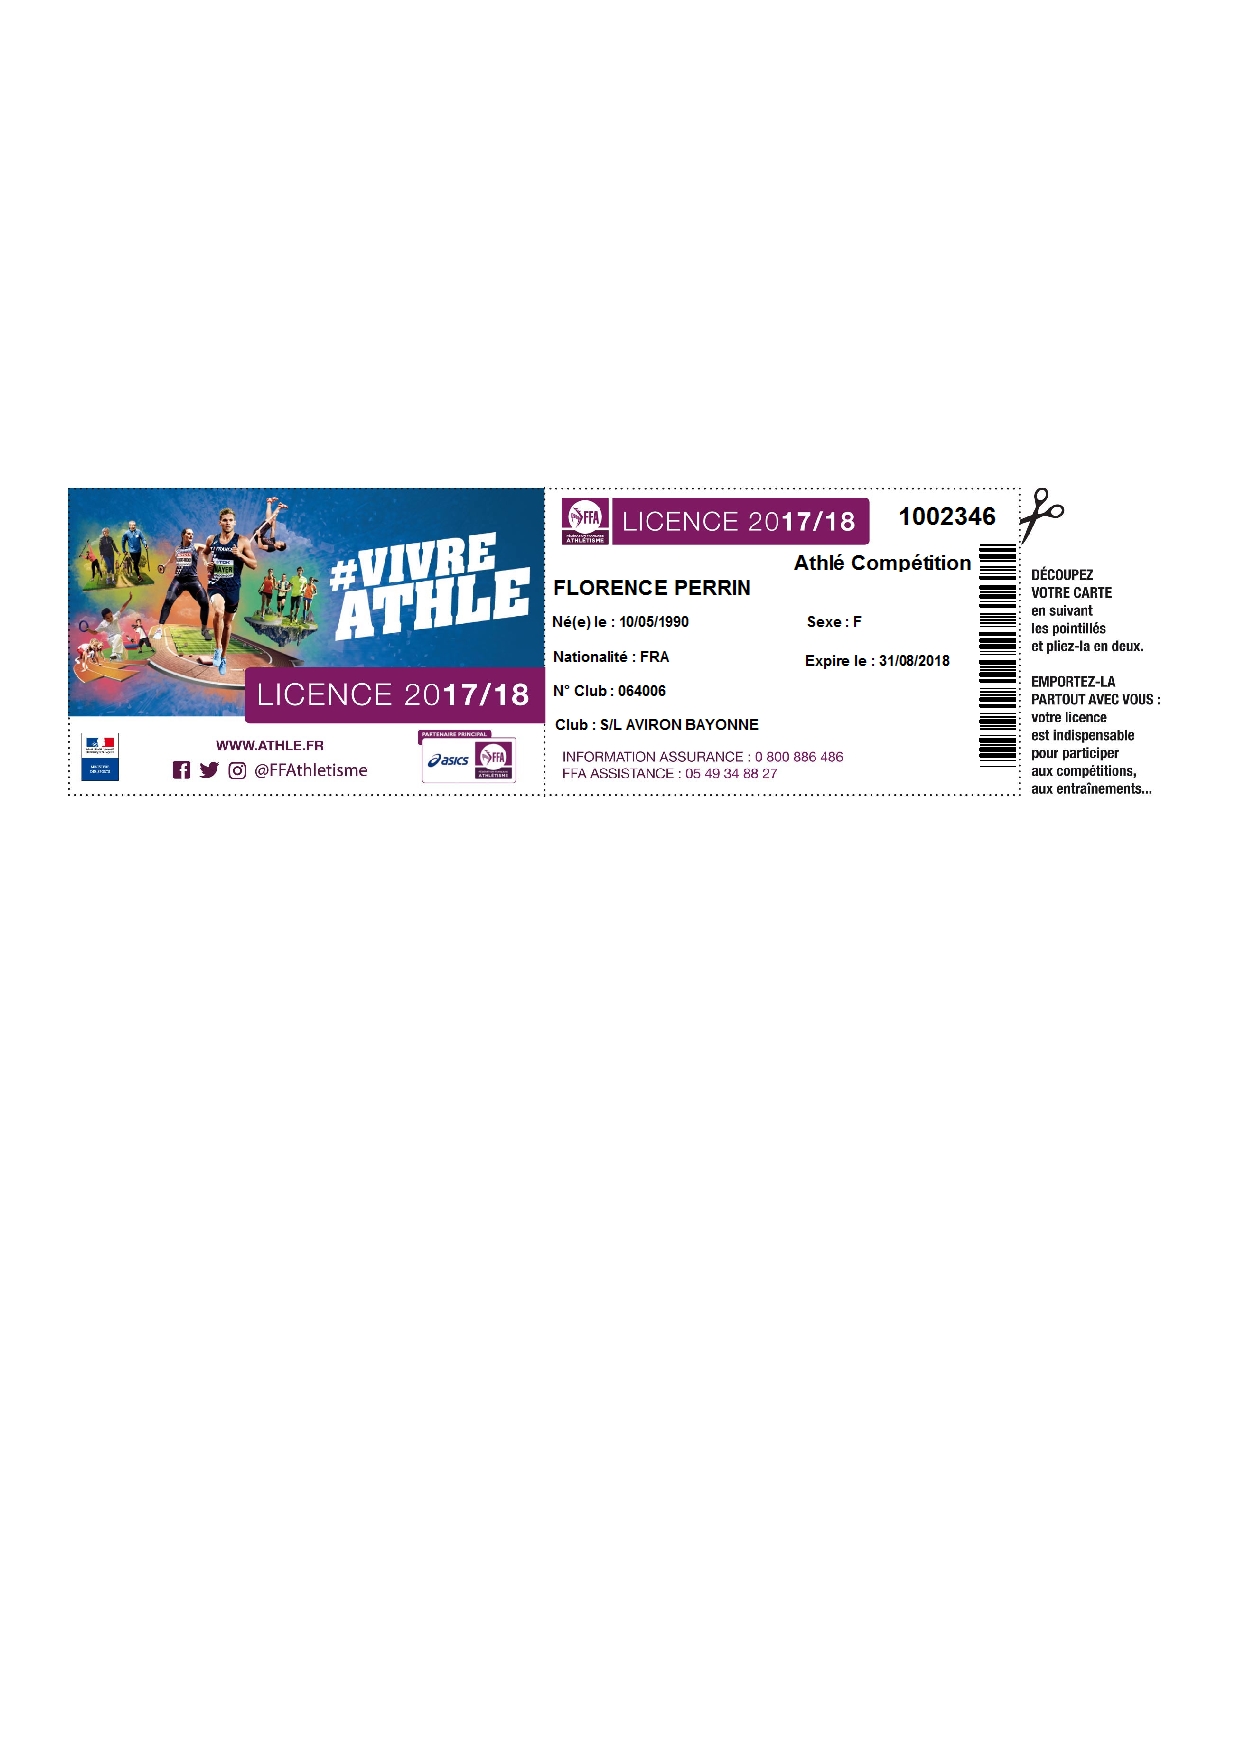 #VIVRE
ATHLE
LICENCE 2017/18
WWW.ATHLE.FR
@FFAthletisme
PARTENAIRE PRINCIPAL
asics
FFA
ATHLÉTISME
FFA
ATHLÉTISME
LICENCE 2017/18
1002346
Athlé Compétition
FLORENCE PERRIN
Né(e) le : 10/05/1990
Sexe : F
Nationalité : FRA
Expire le : 31/08/2018
N° Club : 064006
Club : S/L AVIRON BAYONNE
INFORMATION ASSURANCE : 0 800 886 486
FFA ASSISTANCE : 05 49 34 88 27
DÉCOUPEZ
VOTRE CARTE
en suivant
les pointillés
et pliez-la en deux.
EMPORTEZ-LA
PARTOUT AVEC VOUS :
votre licence
est indispensable
pour participer
aux compétitions,
aux entraînements...